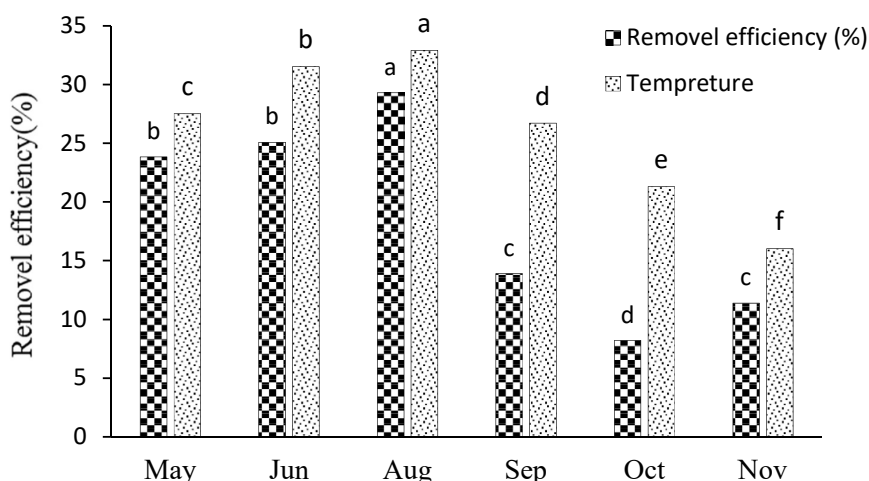 Removel efficiency(%)
35
30
25
20
15
10
5
0
b c
b b
a a
c d
d e
c f
May Jun Aug Sep Oct Nov
Removel efficiency (%)
Tempreture